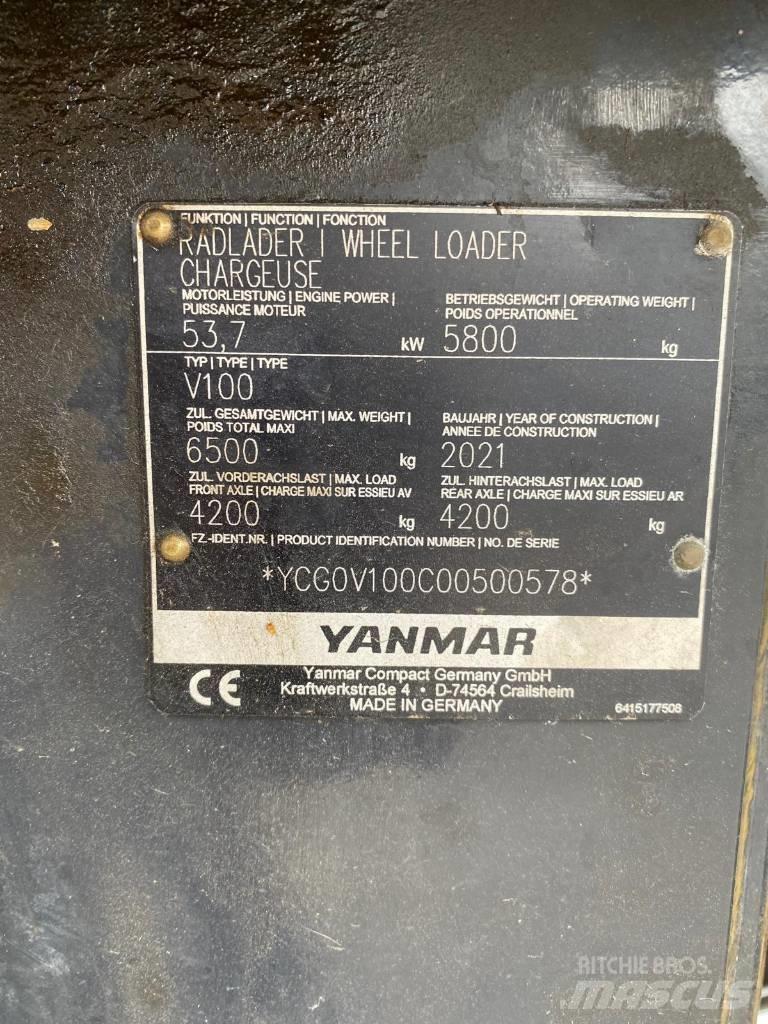 FUNKTION | FUNCTION | FONCTION
RADLADER | WHEEL LOADER
CHARGEUSE
MOTORLEISTUNG | ENGINE POWER |
PUISSANCE MOTEUR
53,7 kW
BETRIEBSGEWICHT | OPERATING WEIGHT |
POIDS OPERATIONNEL
5800 kg
TYP | TYPE | TYPE
V100
ZUL. GESAMTGEWICHT | MAX. WEIGHT |
POIDS TOTAL MAXI
6500 kg
BAUJAHR | YEAR OF CONSTRUCTION |
ANNEE DE CONSTRUCTION
2021
ZUL. VORDERACHSLAST | MAX. LOAD
FRONT AXLE | CHARGE MAXI SUR ESSIEU AV
4200 kg
ZUL. HINTERACHSLAST | MAX. LOAD
REAR AXLE | CHARGE MAXI SUR ESSIEU AR
4200 kg
FZ.-IDENT.NR. | PRODUCT IDENTIFICATION NUMBER | NO. DE SERIE
*YCG0V100C00500578*
YANMAR
CE
Yanmar Compact Germany GmbH
Kraftwerkstraße 4 • D-74564 Crailsheim
MADE IN GERMANY
6415177508
RITCHIE BROS.
MASCUS